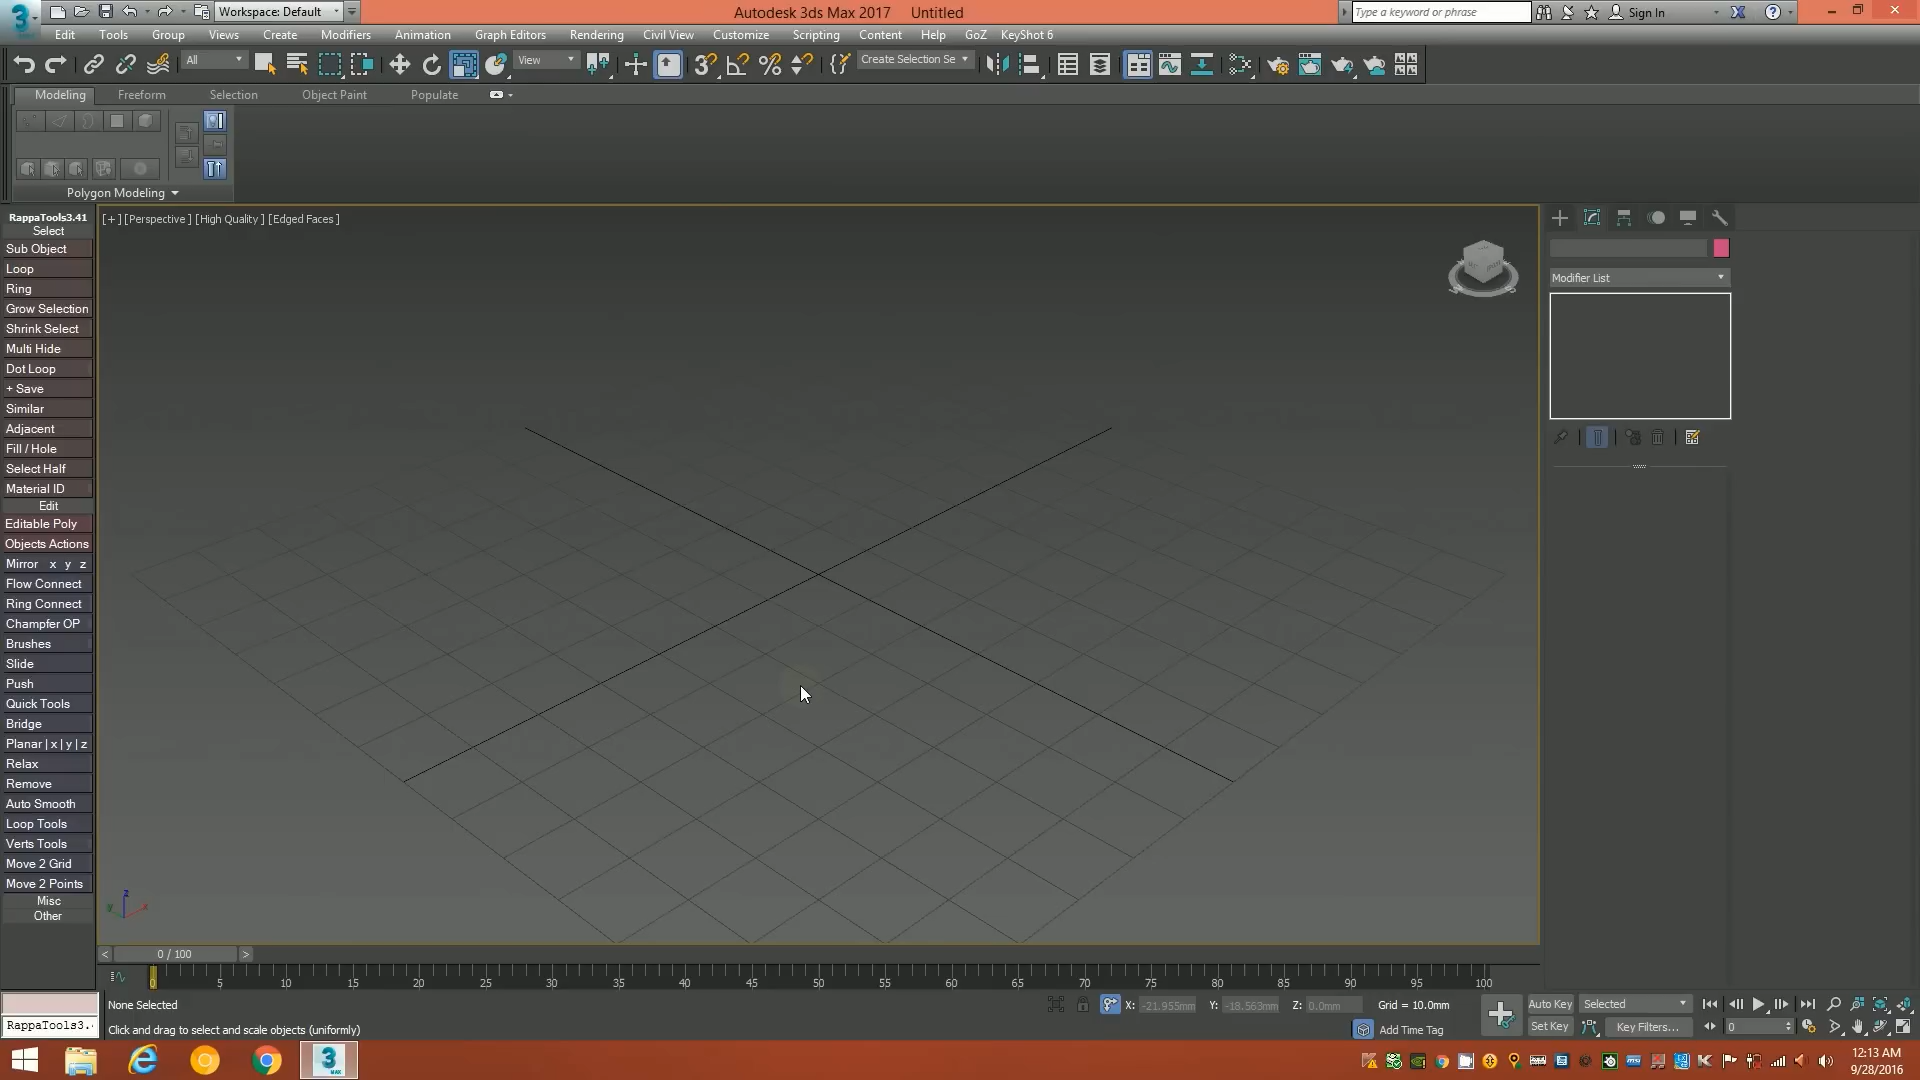 Workspace: Default
Autodesk 3ds Max 2017 Untitled
Type a keyword or phrase
Sign In
Edit Tools Group Views Create Modifiers Animation Graph Editors Rendering Civil View Customize Scripting Content Help GoZ KeyShot 6
All
View
Create Selection Se
Modeling Freeform Selection Object Paint Populate
Polygon Modeling
RappaTools3.41
Select
Sub Object
Loop
Ring
Grow Selection
Shrink Select
Multi Hide
Dot Loop
+ Save
Similar
Adjacent
Fill / Hole
Select Half
Material ID
Edit
Editable Poly
Objects Actions
Mirror x y z
Flow Connect
Ring Connect
Champfer OP
Brushes
Slide
Push
Quick Tools
Bridge
Planar | x | y | z
Relax
Remove
Auto Smooth
Loop Tools
Verts Tools
Move 2 Grid
Move 2 Points
Misc
Other
[+] [Perspective ] [High Quality ] [Edged Faces ]
Modifier List
z
y x
< 0 / 100 >
0 5 10 15 20 25 30 35 40 45 50 55 60 65 70 75 80 85 90 95 100
None Selected
X: -21.955mm Y: -18.563mm Z: 0.0mm Grid = 10.0mm
Auto Key Selected
RappaTools3.
Click and drag to select and scale objects (uniformly)
Add Time Tag
Set Key Key Filters... 0
3 MAX
12:13 AM
9/28/2016